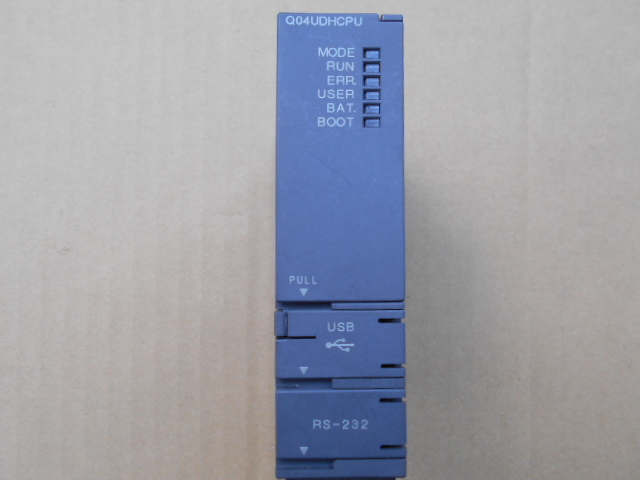 Q04UDHCPU
MODE
RUN
ERR.
USER
BAT.
BOOT
PULL
USB
RS-232